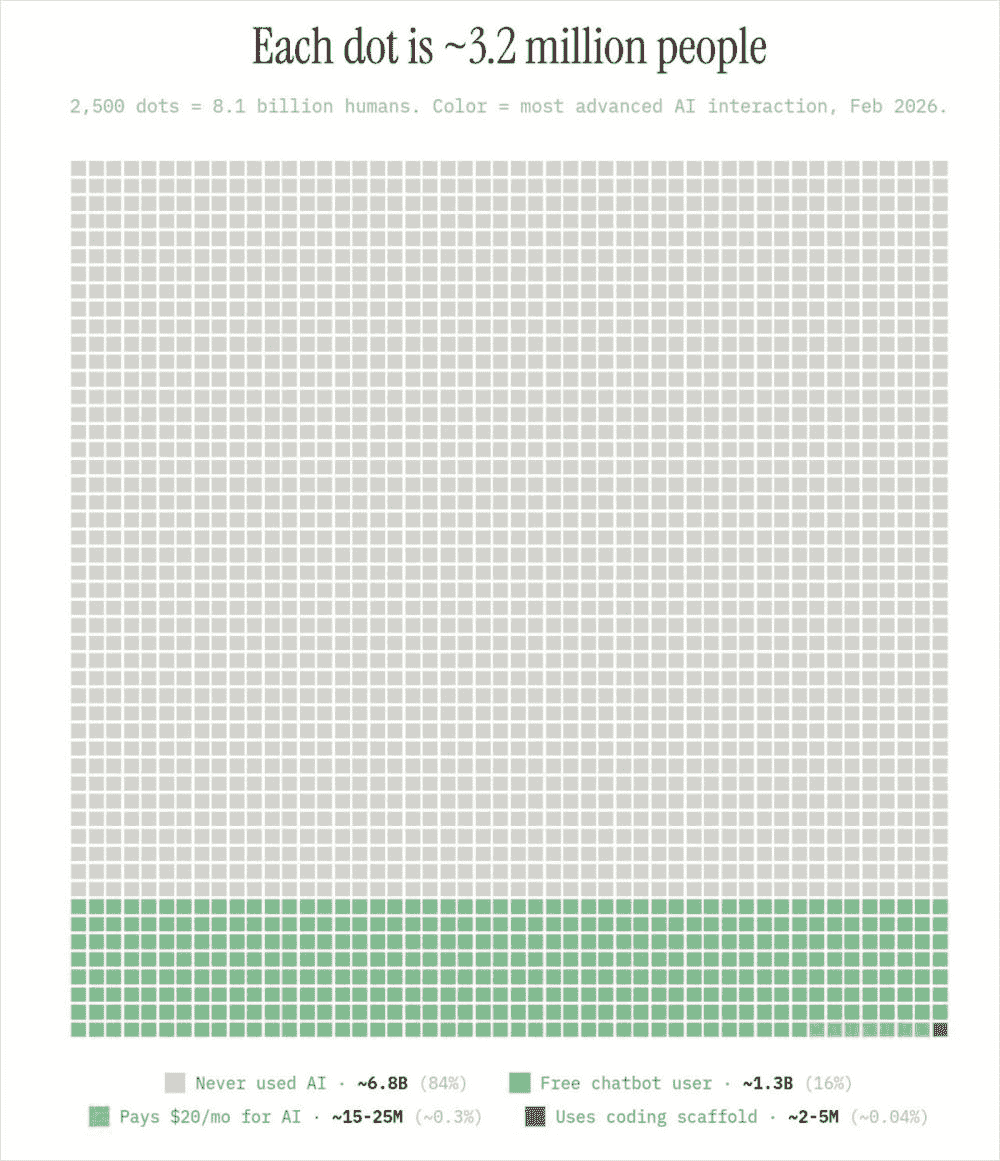 Each dot is ~3.2 million people
2,500 dots = 8.1 billion humans. Color = most advanced AI interaction, Feb 2026.
Never used AI · ~6.8B (84%) Free chatbot user · ~1.3B (16%)
Pays $20/mo for AI · ~15-25M (~0.3%) Uses coding scaffold · ~2-5M (~0.04%)